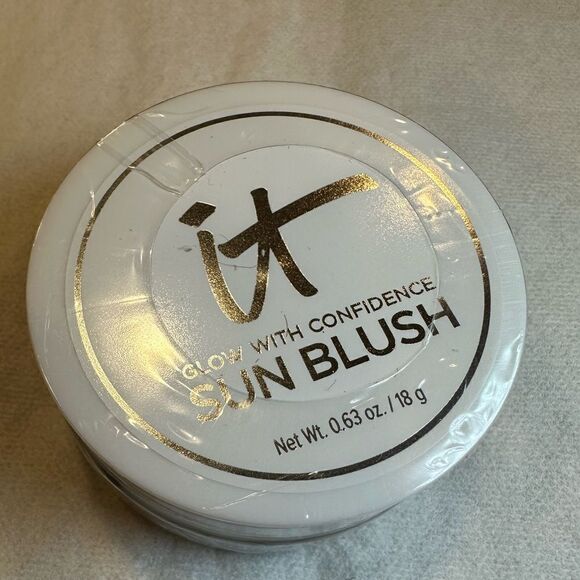 it
GLOW WITH CONFIDENCE
SUN BLUSH
Net Wt. 0.63 oz. / 18 g